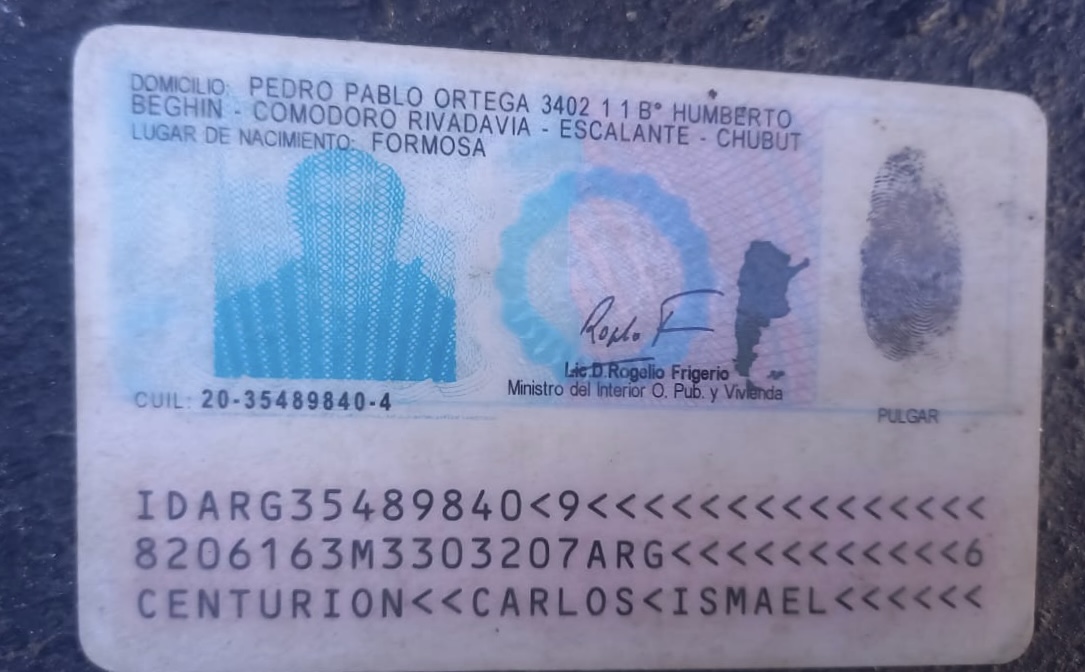 DOMICILIO: PEDRO PABLO ORTEGA 3402 1 1 B° HUMBERTO
BEGHIN - COMODORO RIVADAVIA - ESCALANTE - CHUBUT
LUGAR DE NACIMIENTO: FORMOSA
Lic D. Rogelio Frigerio
Ministro del Interior O. Pub. y Vivienda
CUIL: 20-35489840-4
PULGAR
IDARG35489840<9<<<<<<<<<<<<<<<
8206163M3303207ARG<<<<<<<<<<<6
CENTURION<<CARLOS<ISMAEL<<<<<<